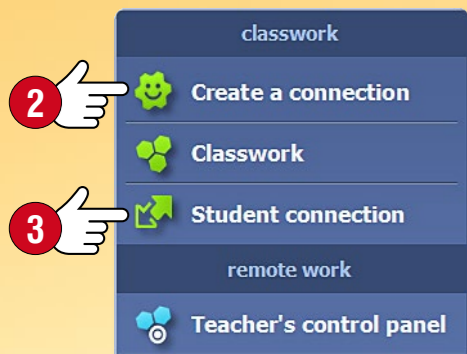 classwork
2
Create a connection
Classwork
3
Student connection
remote work
Teacher's control panel